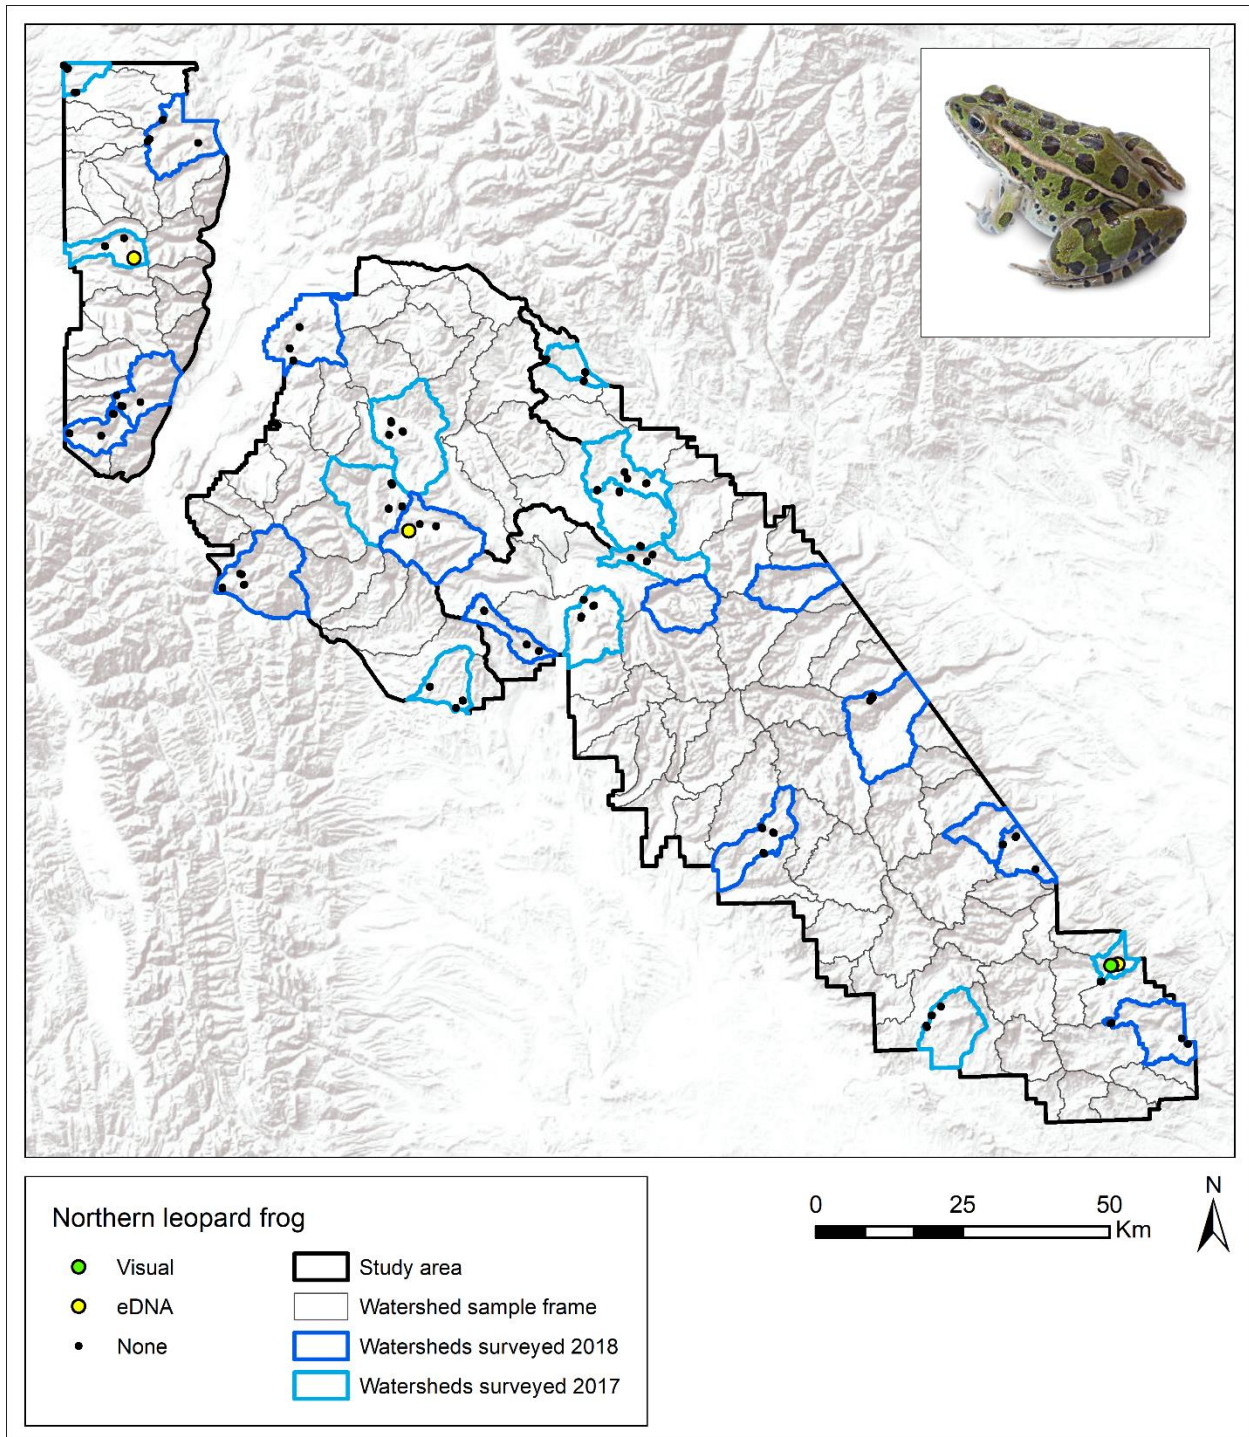 Northern leopard frog
Visual
eDNA
None
Study area
Watershed sample frame
Watersheds surveyed 2018
Watersheds surveyed 2017
0 25 50
Km
N